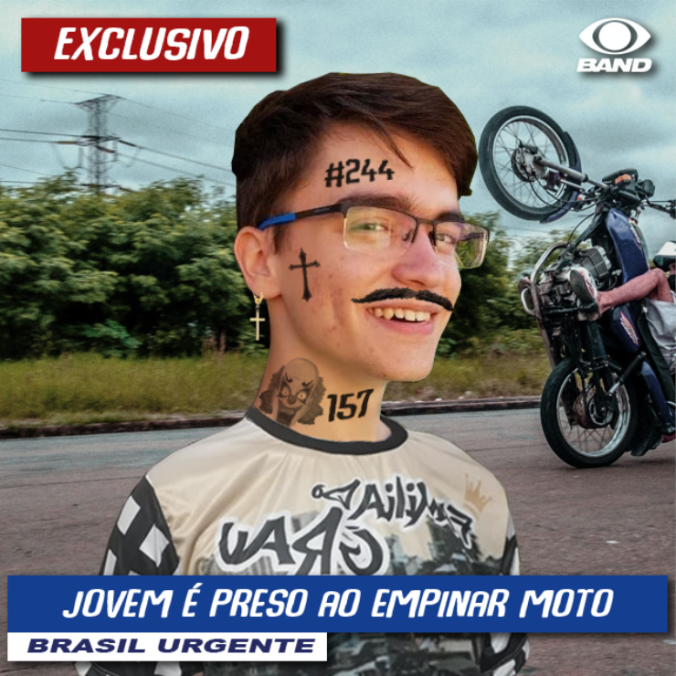 EXCLUSIVO
BAND
#244
157
JOVEM É PRESO AO EMPINAR MOTO
BRASIL URGENTE